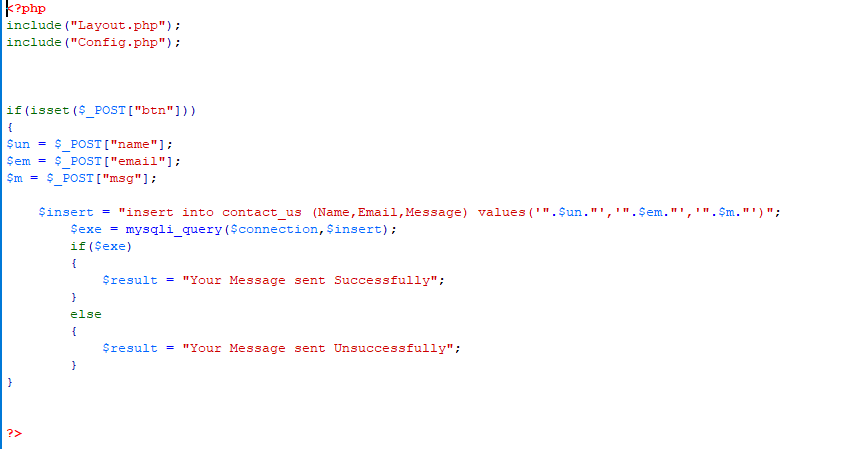 <?php
include("Layout.php");
include("Config.php");
if(isset($_POST["btn"]))
{
$un = $_POST["name"];
$em = $_POST["email"];
$m = $_POST["msg"];
$insert = "insert into contact_us (Name,Email,Message) values('".$un."','".$em."','".$m."')";
$exe = mysqli_query($connection,$insert);
if($exe)
{
$result = "Your Message sent Successfully";
}
else
{
$result = "Your Message sent Unsuccessfully";
}
}
?>